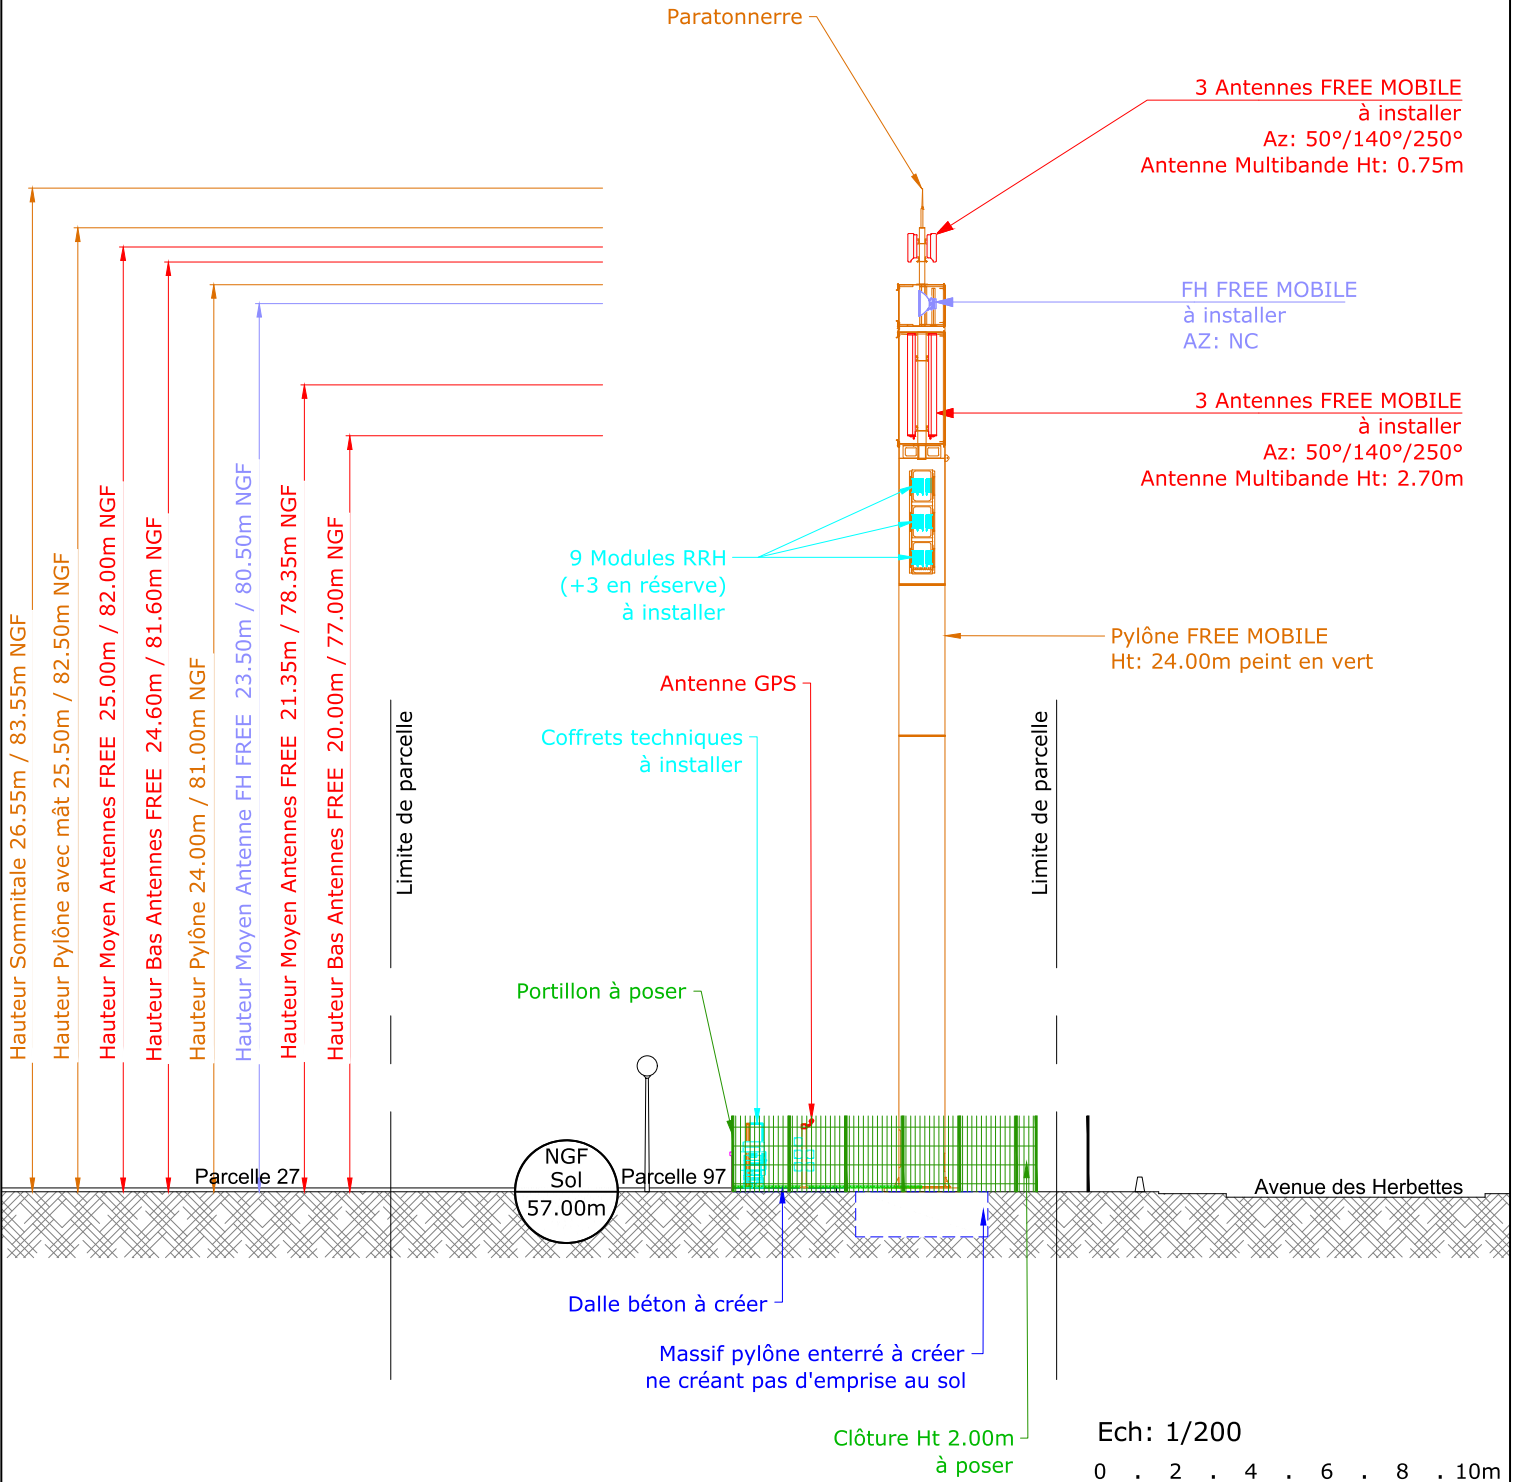 Paratonnerre
3 Antennes FREE MOBILE
à installer
Az: 50°/140°/250°
Antenne Multibande Ht: 0.75m
FH FREE MOBILE
à installer
AZ: NC
3 Antennes FREE MOBILE
à installer
Az: 50°/140°/250°
Antenne Multibande Ht: 2.70m
9 Modules RRH
(+3 en réserve)
à installer
Pylône FREE MOBILE
Ht: 24.00m peint en vert
Antenne GPS
Coffrets techniques
à installer
Hauteur Sommitale 26.55m / 83.55m NGF
Hauteur Pylône avec mât 25.50m / 82.50m NGF
Hauteur Moyen Antennes FREE 25.00m / 82.00m NGF
Hauteur Bas Antennes FREE 24.60m / 81.60m NGF
Hauteur Pylône 24.00m / 81.00m NGF
Hauteur Moyen Antenne FH FREE 23.50m / 80.50m NGF
Hauteur Moyen Antennes FREE 21.35m / 78.35m NGF
Hauteur Bas Antennes FREE 20.00m / 77.00m NGF
Limite de parcelle
Limite de parcelle
Portillon à poser
Parcelle 27
NGF
Sol
57.00m
Parcelle 97
Avenue des Herbettes
Dalle béton à créer
Massif pylône enterré à créer
ne créant pas d'emprise au sol
Clôture Ht 2.00m
à poser
Ech: 1/200
0 . 2 . 4 . 6 . 8 . 10m